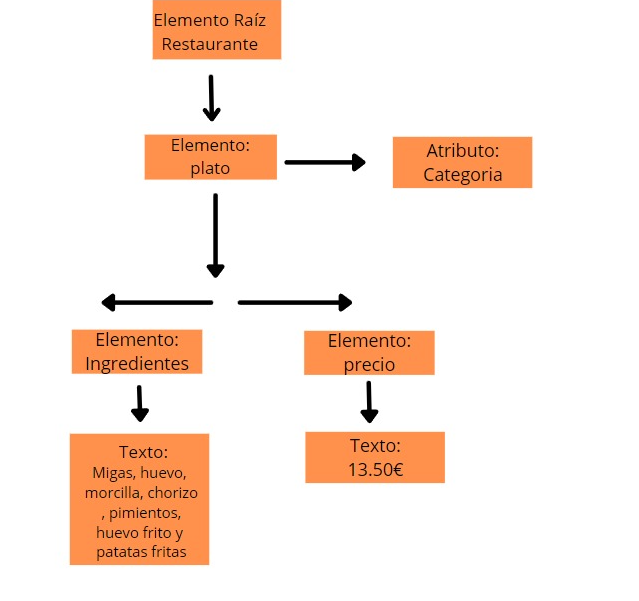 Elemento Raíz
Restaurante
Elemento:
plato
Atributo:
Categoria
Elemento:
Ingredientes
Elemento:
precio
Texto:
Migas, huevo,
morcilla, chorizo
, pimientos,
huevo frito y
patatas fritas
Texto:
13.50€